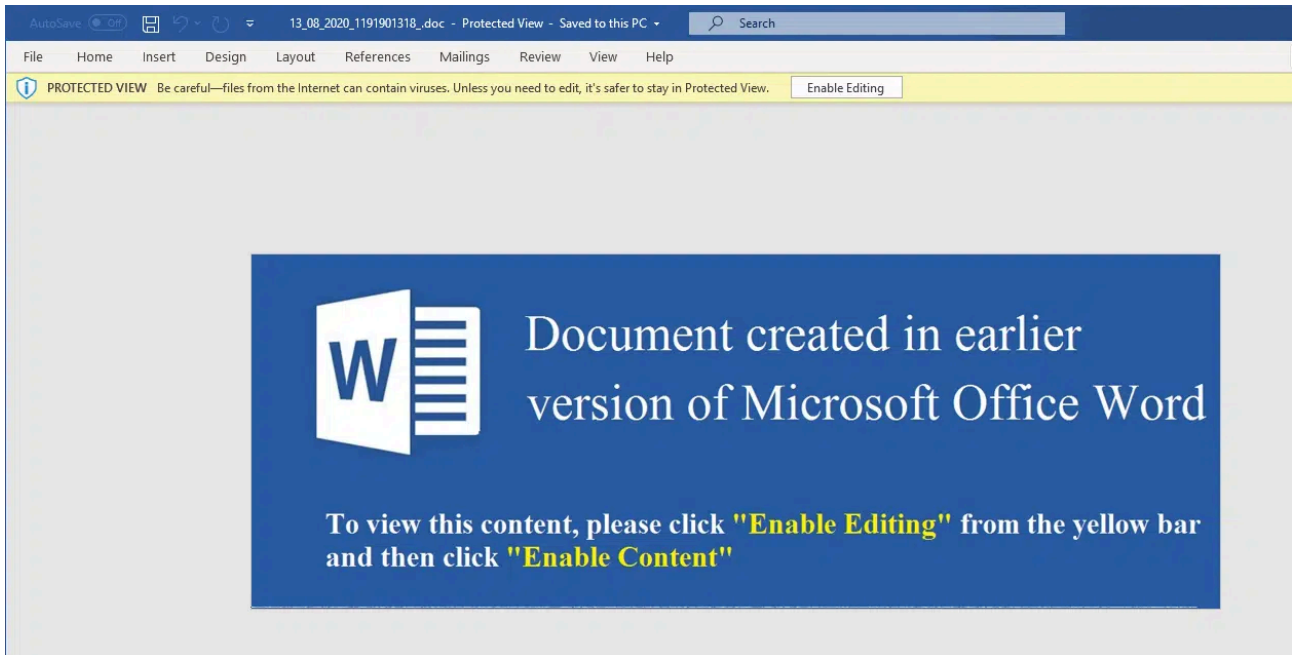 AutoSave Off 13_08_2020_1191901318_.doc - Protected View - Saved to this PC Search
File Home Insert Design Layout References Mailings Review View Help
PROTECTED VIEW Be careful—files from the Internet can contain viruses. Unless you need to edit, it's safer to stay in Protected View. Enable Editing
W
Document created in earlier
version of Microsoft Office Word
To view this content, please click "Enable Editing" from the yellow bar
and then click "Enable Content"